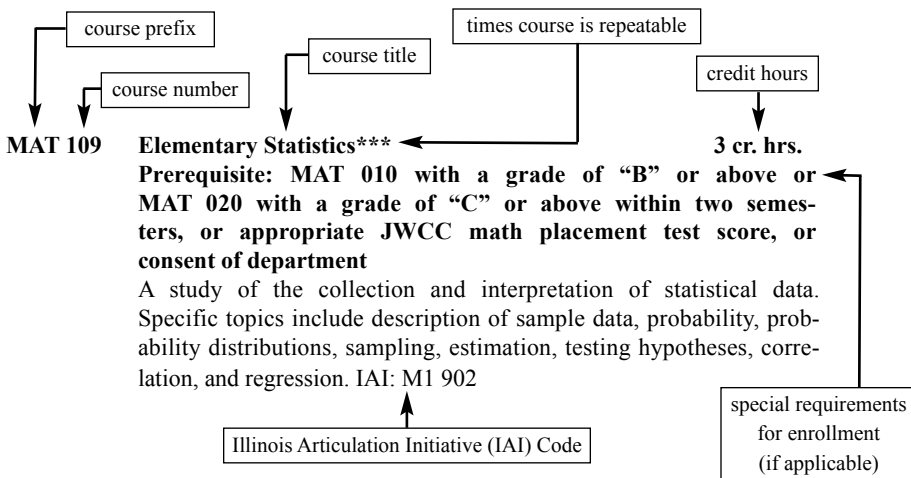 course prefix
times course is repeatable
course title
credit hours
course number
MAT 109 Elementary Statistics*** 3 cr. hrs.
Prerequisite: MAT 010 with a grade of “B” or above or
MAT 020 with a grade of “C” or above within two semes-
ters, or appropriate JWCC math placement test score, or
consent of department
A study of the collection and interpretation of statistical data.
Specific topics include description of sample data, probability, prob-
ability distributions, sampling, estimation, testing hypotheses, corre-
lation, and regression. IAI: M1 902
Illinois Articulation Initiative (IAI) Code
special requirements
for enrollment
(if applicable)